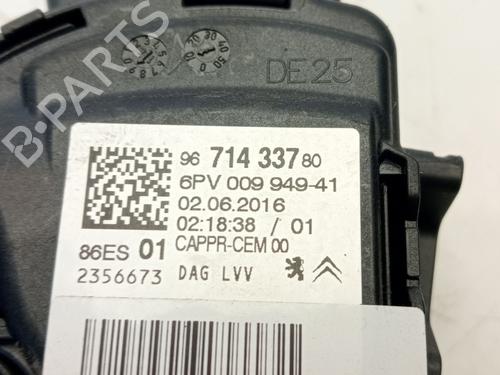 DE25
B-PARTS
96 714 337 80
6PV 009 949-41
02.06.2016
02:18:38 / 01
86ES 01 CAPPR-CEM 00
2356673 DAG LVV